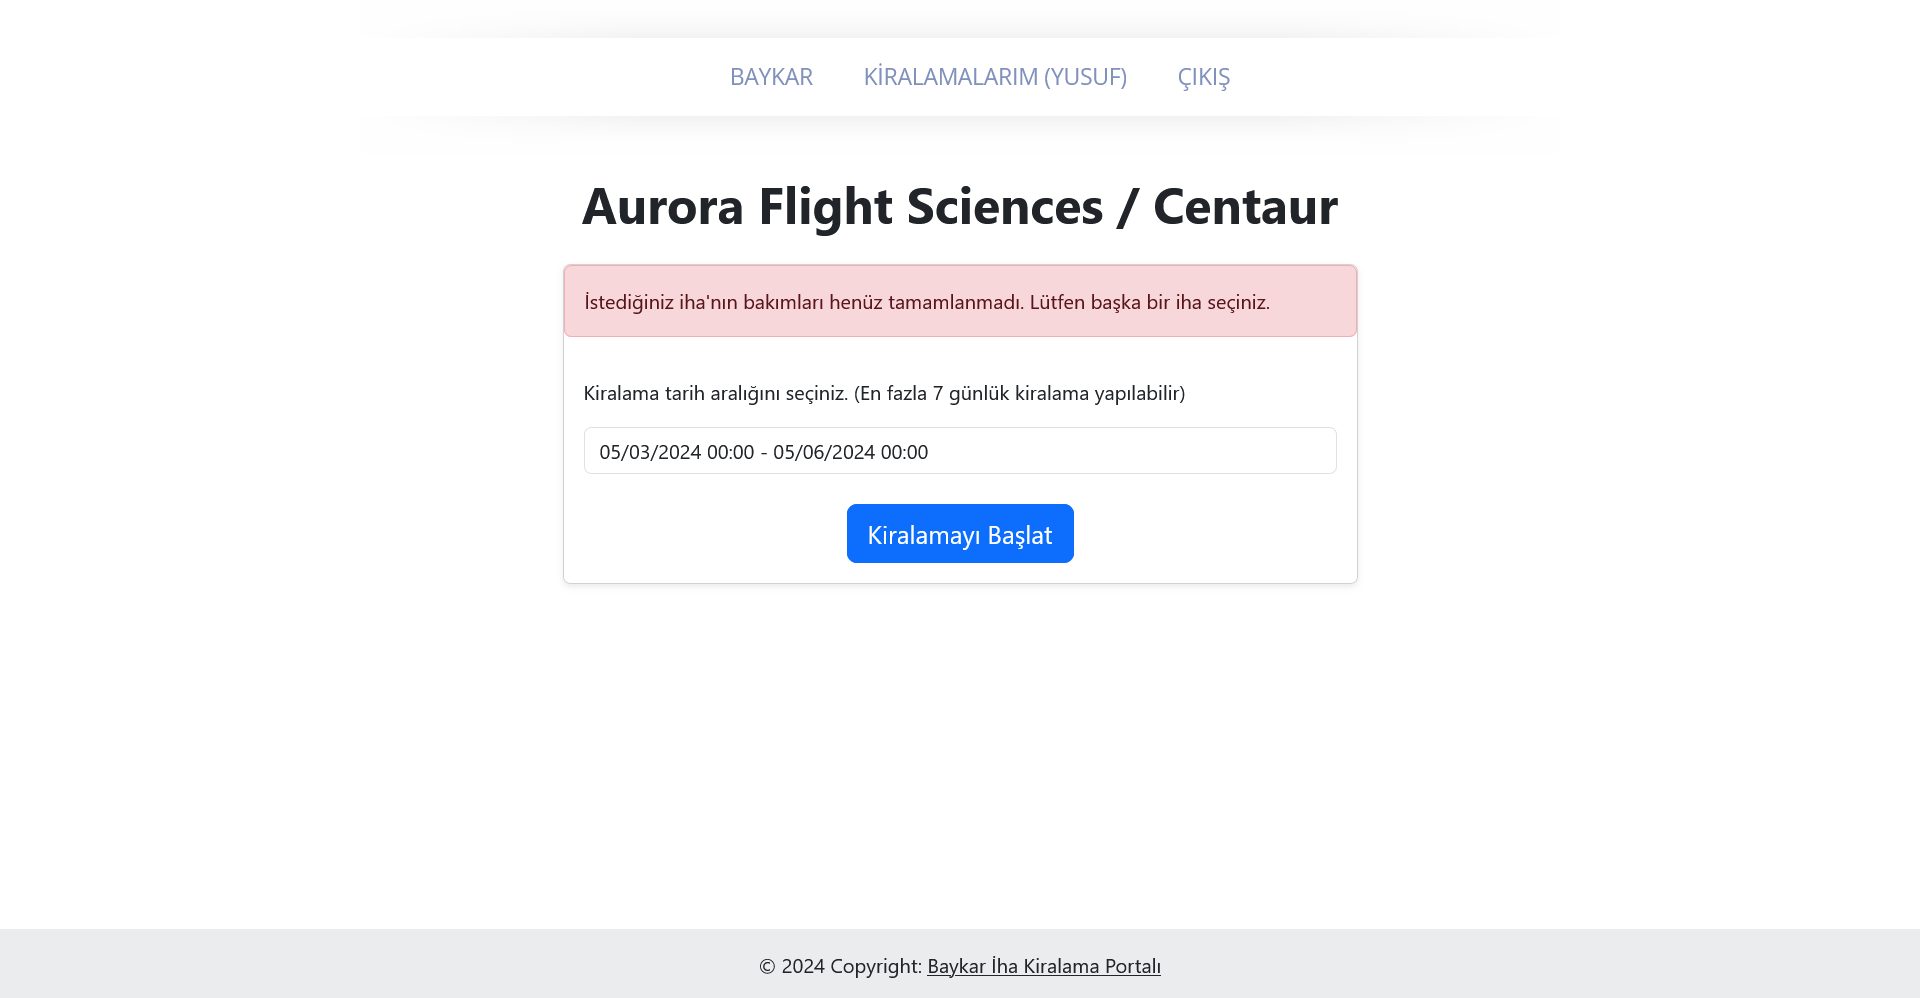 BAYKAR KİRALAMALARIM (YUSUF) ÇIKIŞ
Aurora Flight Sciences / Centaur
İstediğiniz iha'nın bakımları henüz tamamlanmadı. Lütfen başka bir iha seçiniz.
Kiralama tarih aralığını seçiniz. (En fazla 7 günlük kiralama yapılabilir)
05/03/2024 00:00 - 05/06/2024 00:00
Kiralamayı Başlat
© 2024 Copyright: Baykar İha Kiralama Portalı